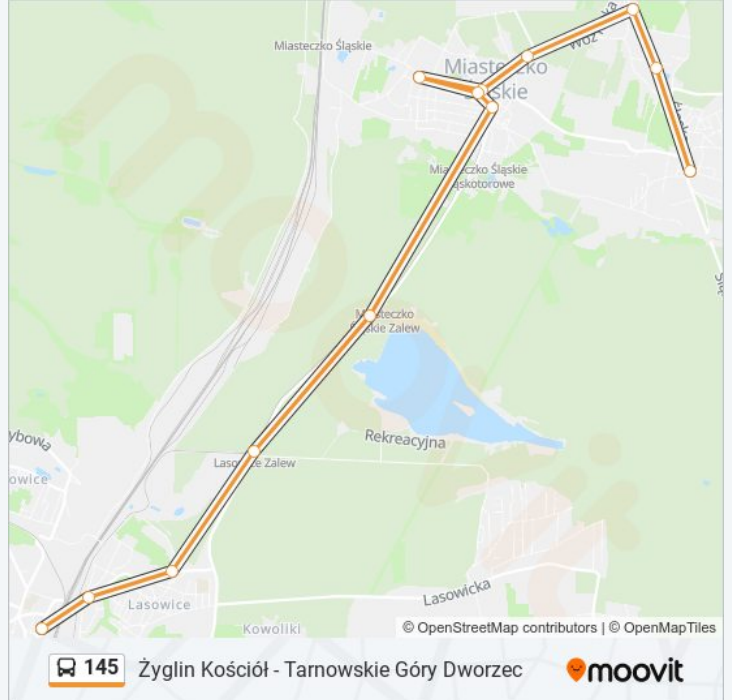 Miasteczko Śląskie
Miasteczko
Śląskie
Miasteczko Śląskie
Wąskotorowe
Miasteczko
Śląskie Zalew
Rekreacyjna
Lasowice Zalew
Lasowicka
Lasowice
Kowoliki
© OpenStreetMap contributors | © OpenMapTiles
145 Żyglin Kościół - Tarnowskie Góry Dworzec
moovit